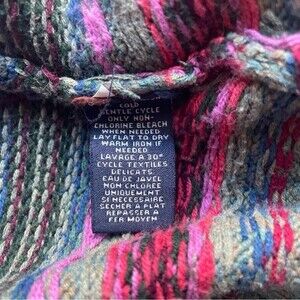 COLD
GENTLE CYCLE
ONLY NON-
CHLORINE BLEACH
WHEN NEEDED
LAY FLAT TO DRY
WARM IRON IF
NEEDED
LAVAGE A 30°
CYCLE TEXTILES
DELICATS
EAU DE JAVEL
NON CHLOREE
UNIQUEMENT
SI NECESSAIRE
SECHER A PLAT
REPASSER A
FER MOYEN